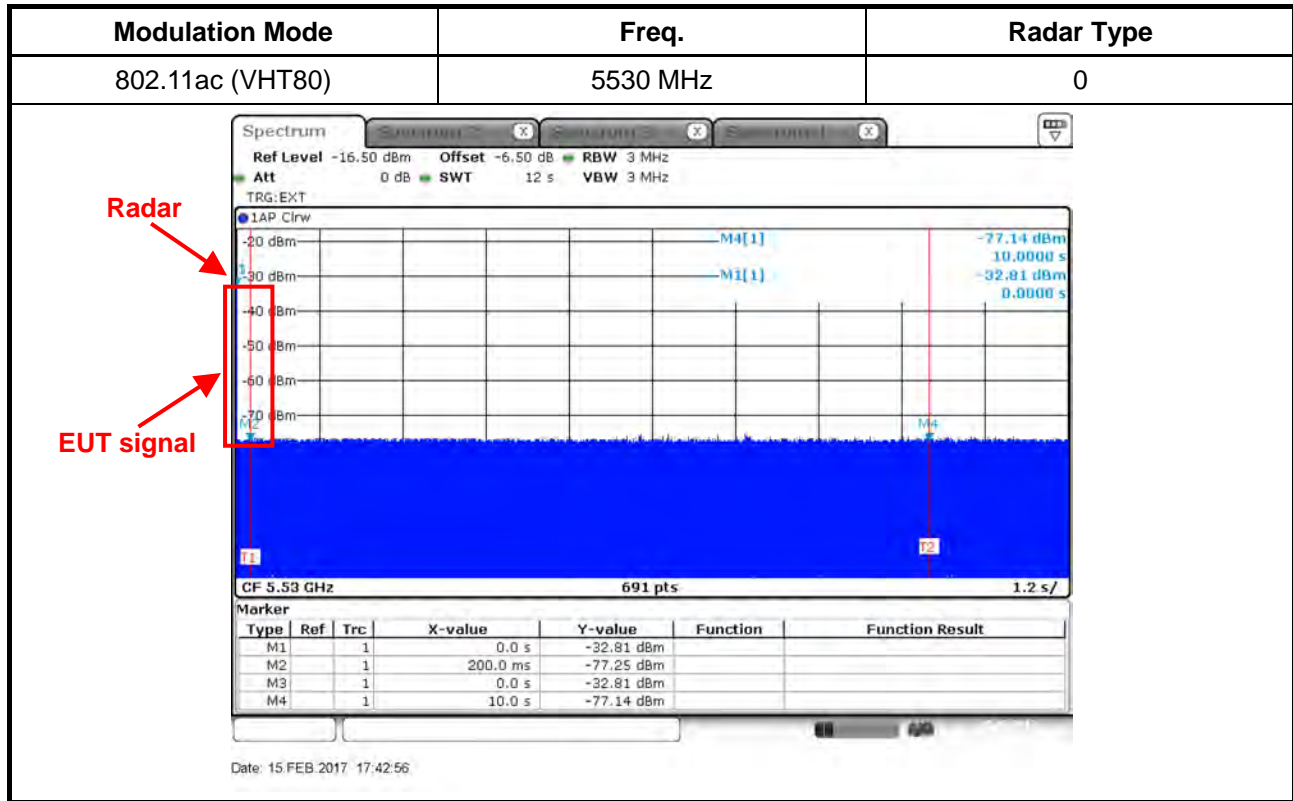 Modulation Mode Freq. Radar Type
802.11ac (VHT80) 5530 MHz 0
Spectrum
Ref Level -16.50 dBm Offset -6.50 dB RBW 3 MHz
Att 0 dB SWT 12 s VBW 3 MHz
TRG:EXT
1AP Clrw
Radar
-20 dBm M4[1] -77.14 dBm
10.0000 s
1
-30 dBm M1[1] -32.81 dBm
0.0000 s
-40 dBm
-50 dBm
-60 dBm
-70 dBm
M2 M4
EUT signal
T1 T2
CF 5.53 GHz 691 pts 1.2 s/
Marker
Type Ref Trc X-value Y-value Function Function Result
M1 1 0.0 s -32.81 dBm
M2 1 200.0 ms -77.25 dBm
M3 1 0.0 s -32.81 dBm
M4 1 10.0 s -77.14 dBm
Date: 15.FEB.2017 17:42:56